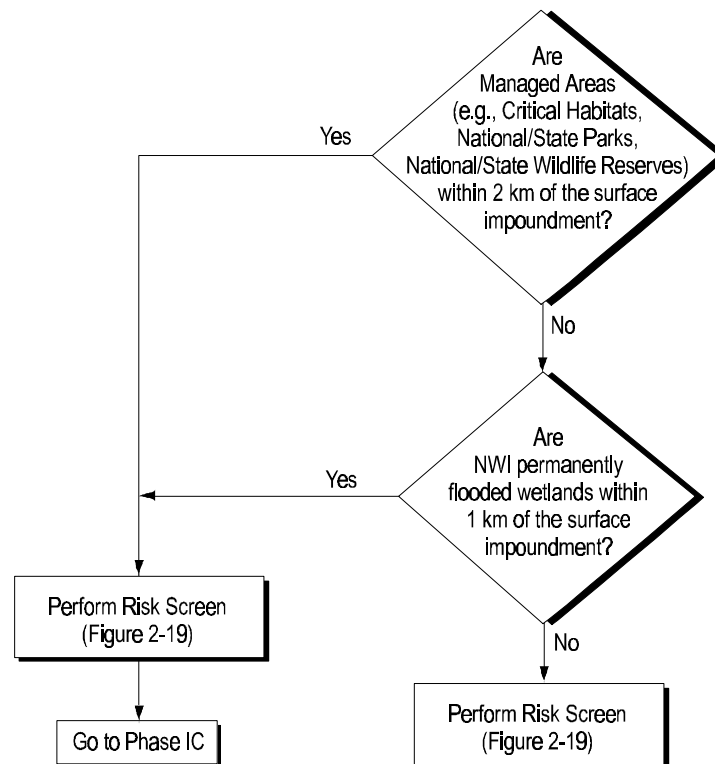 Are
Managed Areas
(e.g., Critical Habitats,
National/State Parks,
National/State Wildlife Reserves)
within 2 km of the surface
impoundment?
Yes
No
Are
NWI permanently
flooded wetlands within
1 km of the surface
impoundment?
Yes
No
Perform Risk Screen
(Figure 2-19)
Go to Phase IC
Perform Risk Screen
(Figure 2-19)